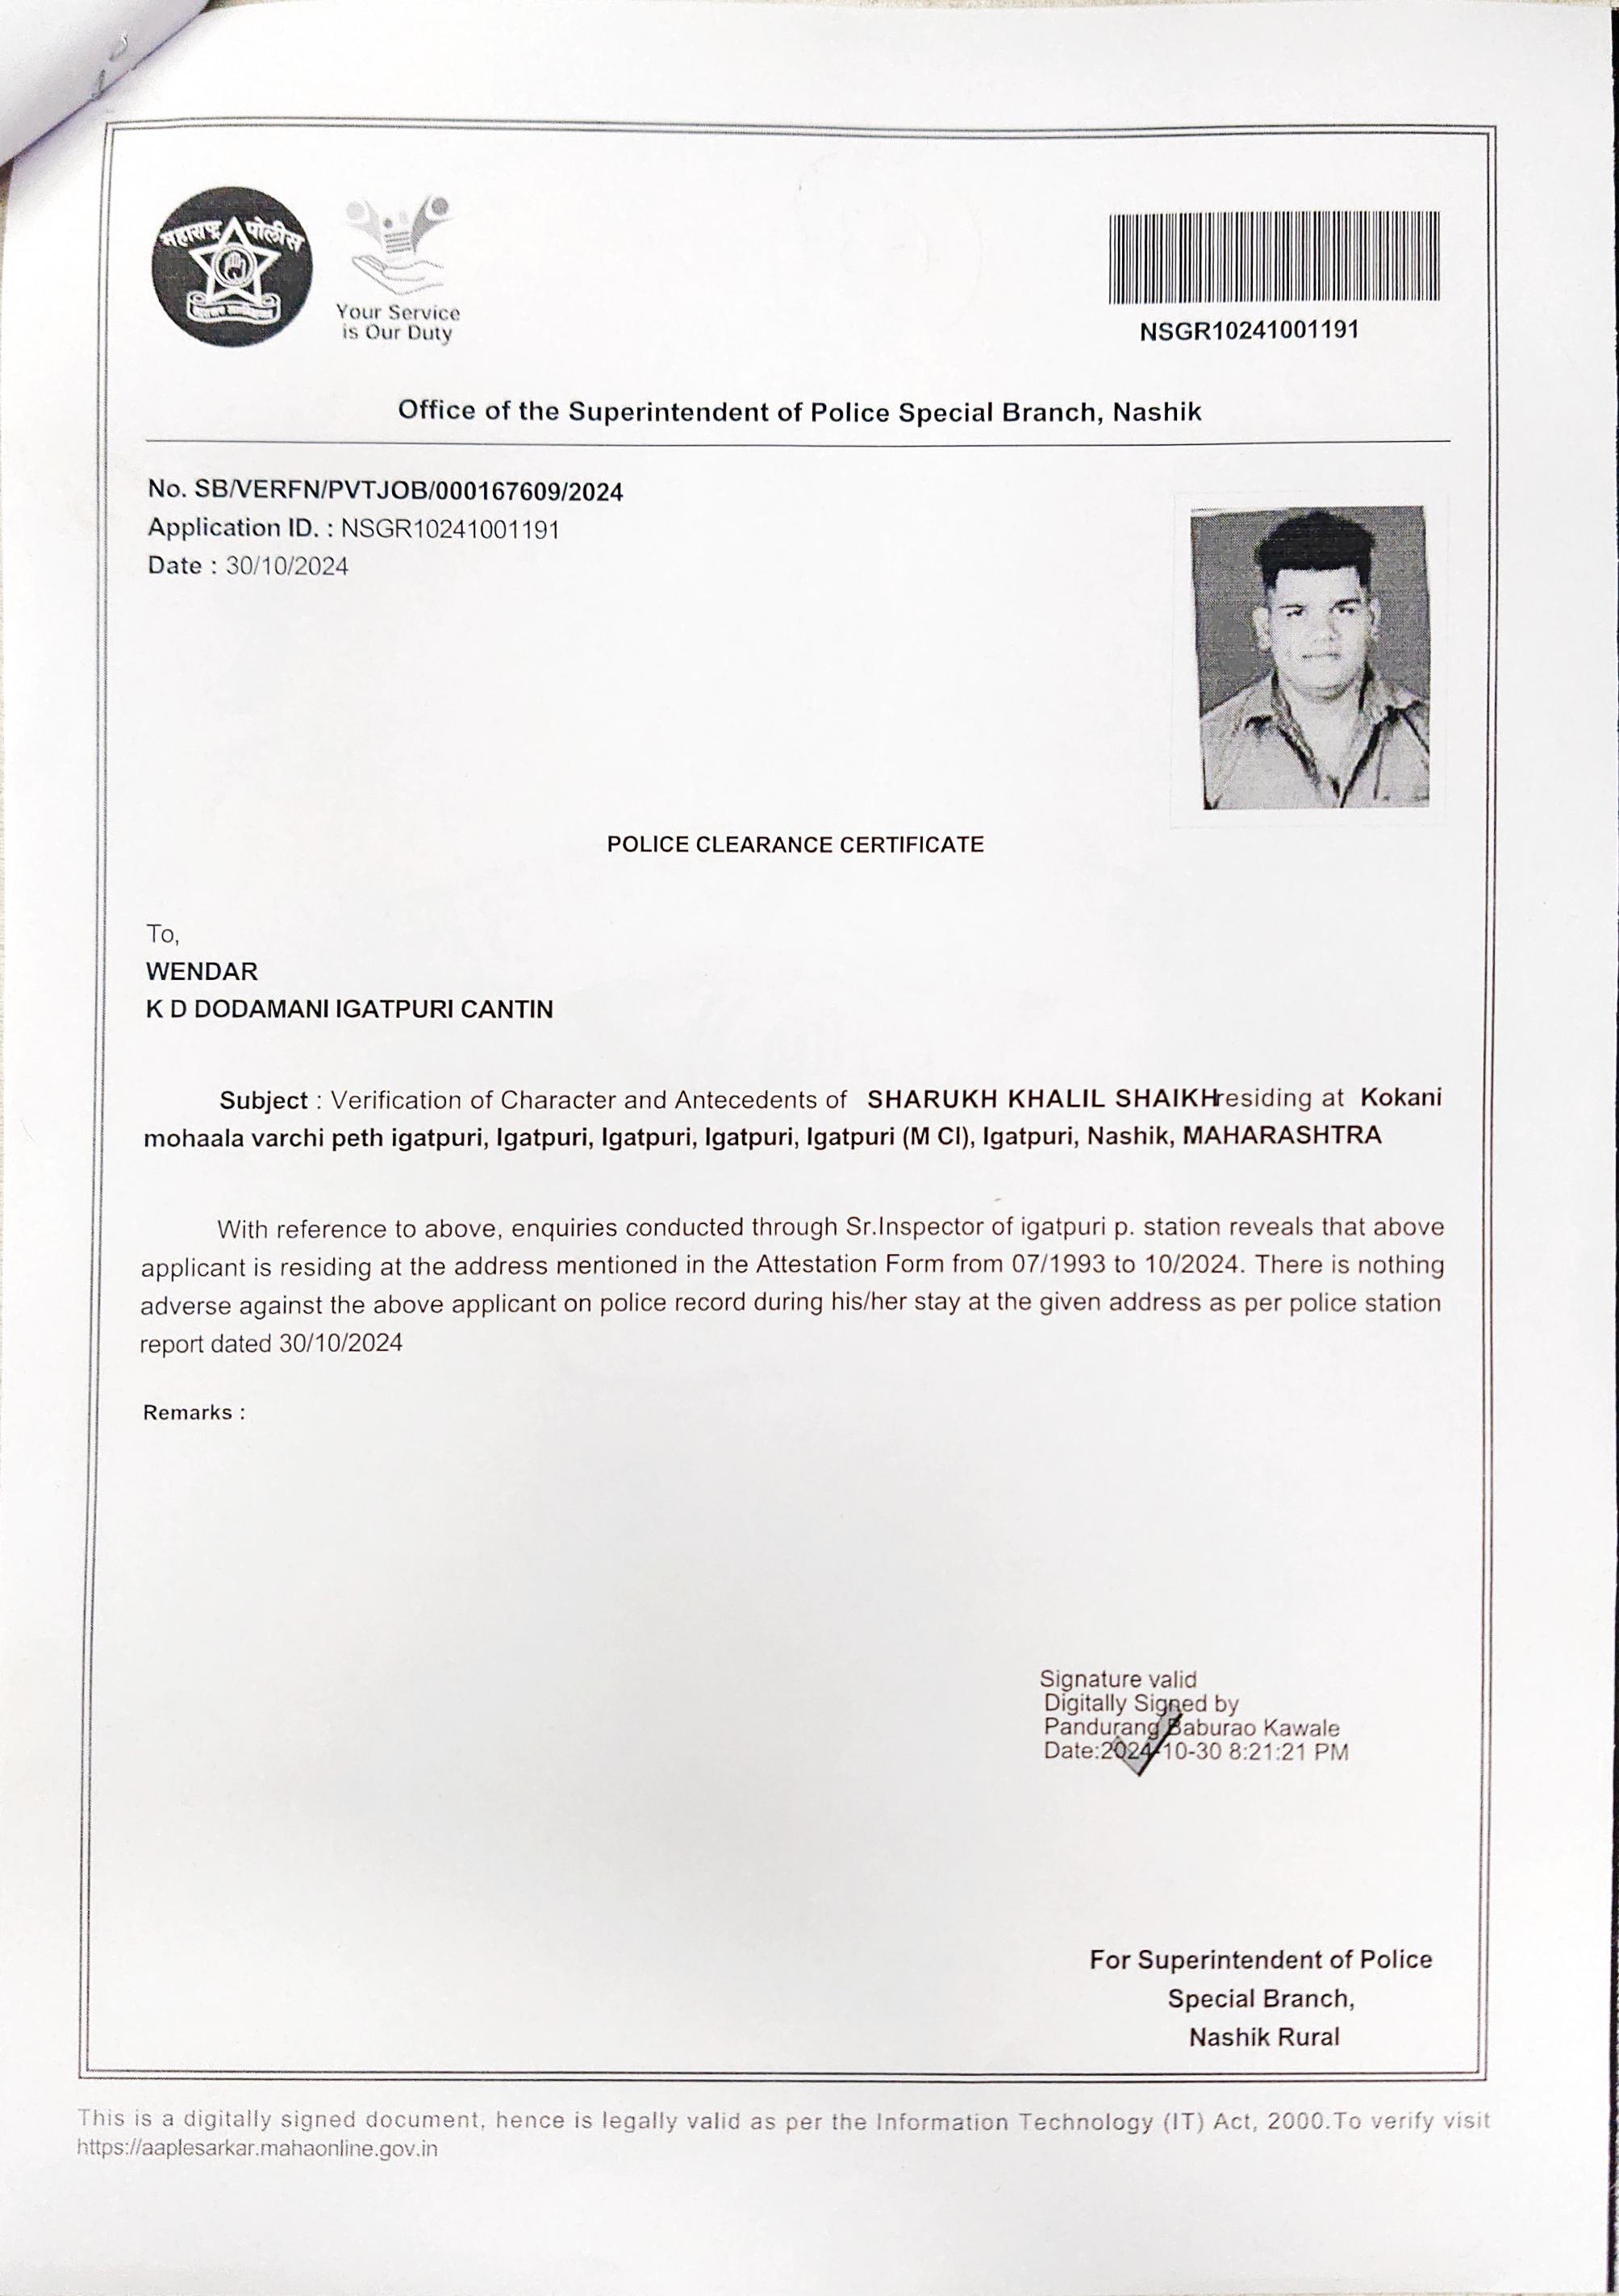 महाराष्ट्र पोलीस
Your Service
is Our Duty
NSGR10241001191
Office of the Superintendent of Police Special Branch, Nashik
No. SB/VERFN/PVTJOB/000167609/2024
Application ID. : NSGR10241001191
Date : 30/10/2024
POLICE CLEARANCE CERTIFICATE
To,
WENDAR
K D DODAMANI IGATPURI CANTIN
Subject : Verification of Character and Antecedents of SHARUKH KHALIL SHAIKHresiding at Kokani
mohaala varchi peth igatpuri, Igatpuri, Igatpuri, Igatpuri, Igatpuri (M Cl), Igatpuri, Nashik, MAHARASHTRA
With reference to above, enquiries conducted through Sr.Inspector of igatpuri p. station reveals that above
applicant is residing at the address mentioned in the Attestation Form from 07/1993 to 10/2024. There is nothing
adverse against the above applicant on police record during his/her stay at the given address as per police station
report dated 30/10/2024
Remarks :
Signature valid
Digitally Signed by
Pandurang Baburao Kawale
Date:2024-10-30 8:21:21 PM
For Superintendent of Police
Special Branch,
Nashik Rural
This is a digitally signed document, hence is legally valid as per the Information Technology (IT) Act, 2000.To verify visit
https://aaplesarkar.mahaonline.gov.in